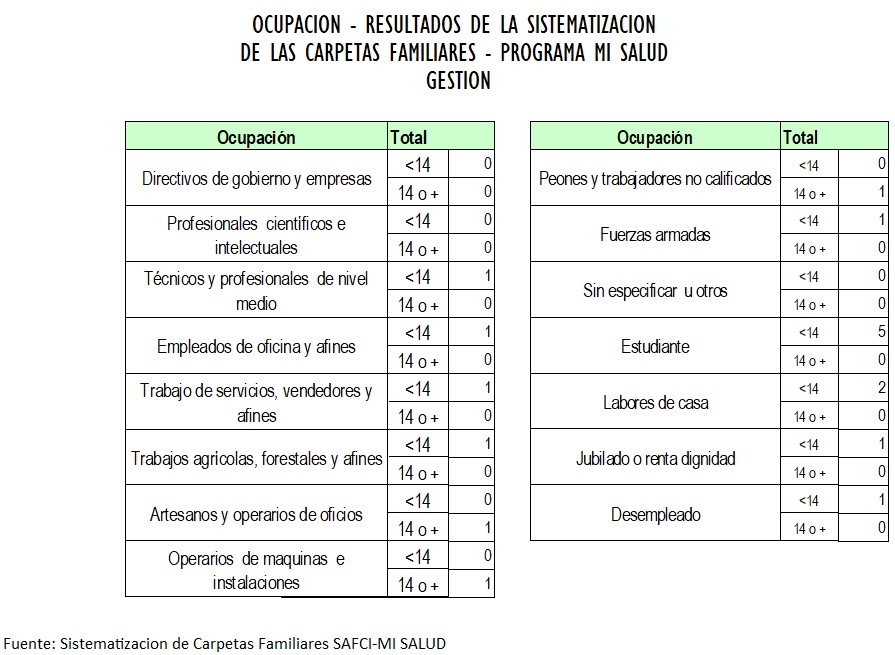 OCUPACION - RESULTADOS DE LA SISTEMATIZACION
DE LAS CARPETAS FAMILIARES - PROGRAMA MI SALUD
GESTION
Ocupación Total
Directivos de gobierno y empresas
<14 0
14 o + 0
Profesionales científicos e
intelectuales
<14 0
14 o + 0
Técnicos y profesionales de nivel
medio
<14 1
14 o + 0
Empleados de oficina y afines
<14 1
14 o + 0
Trabajo de servicios, vendedores y
afines
<14 1
14 o + 0
Trabajos agrícolas, forestales y afines
<14 1
14 o + 0
Artesanos y operarios de oficios
<14 0
14 o + 1
Operarios de maquinas e
instalaciones
<14 0
14 o + 1
Ocupación Total
Peones y trabajadores no calificados
<14 0
14 o + 1
Fuerzas armadas
<14 1
14 o + 0
Sin especificar u otros
<14 0
14 o + 0
Estudiante
<14 5
14 o + 0
Labores de casa
<14 2
14 o + 0
Jubilado o renta dignidad
<14 1
14 o + 0
Desempleado
<14 1
14 o + 0
Fuente: Sistematizacion de Carpetas Familiares SAFCI-MI SALUD